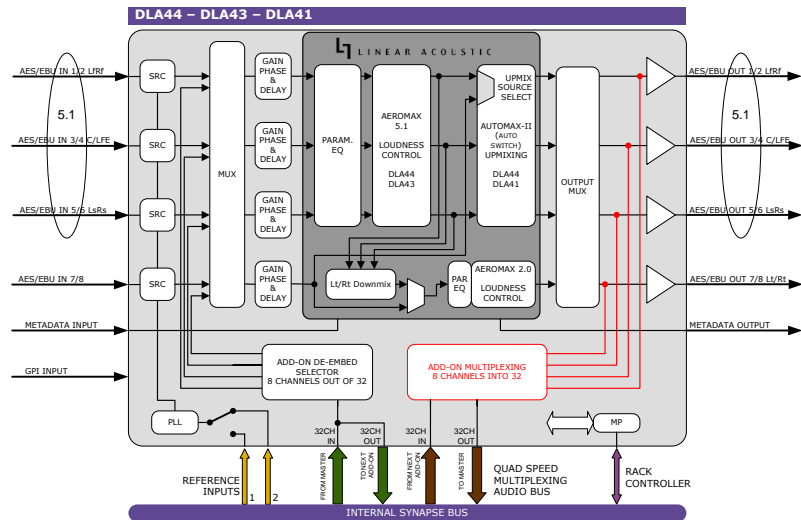 DLA44 – DLA43 – DLA41
LINEAR ACOUSTIC
AES/EBU IN 1/2 LfRf
SRC
GAIN
PHASE
&
DELAY
UPMIX
SOURCE
SELECT
AES/EBU OUT 1/2 LfRf
5.1
AEROMAX
5.1
LOUDNESS
CONTROL
DLA44
DLA43
AUTOMAX-II
(AUTO
SWITCH)
UPMIXING
DLA44
DLA41
5.1
AES/EBU IN 3/4 C/LFE
SRC
GAIN
PHASE
&
DELAY
PARAM.
EQ
AES/EBU OUT 3/4 C/LFE
MUX
OUTPUT
MUX
AES/EBU IN 5/6 LsRs
SRC
GAIN
PHASE
&
DELAY
AES/EBU OUT 5/6 LsRs
AES/EBU IN 7/8
SRC
GAIN
PHASE
&
DELAY
Lt/Rt Downmix
PAR
EQ
AEROMAX 2.0
LOUDNESS
CONTROL
AES/EBU OUT 7/8 Lt/Rt
METADATA INPUT
METADATA OUTPUT
GPI INPUT
ADD-ON DE-EMBED
SELECTOR
8 CHANNELS OUT OF 32
ADD-ON MULTIPLEXING
8 CHANNELS INTO 32
PLL
MP
32CH
IN
32CH
OUT
32CH
IN
32CH
OUT
REFERENCE
INPUTS
1
2
FROM MASTER
TO NEXT
ADD-ON
FROM NEXT
ADD-ON
TO MASTER
QUAD SPEED
MULTIPLEXING
AUDIO BUS
RACK
CONTROLLER
INTERNAL SYNAPSE BUS